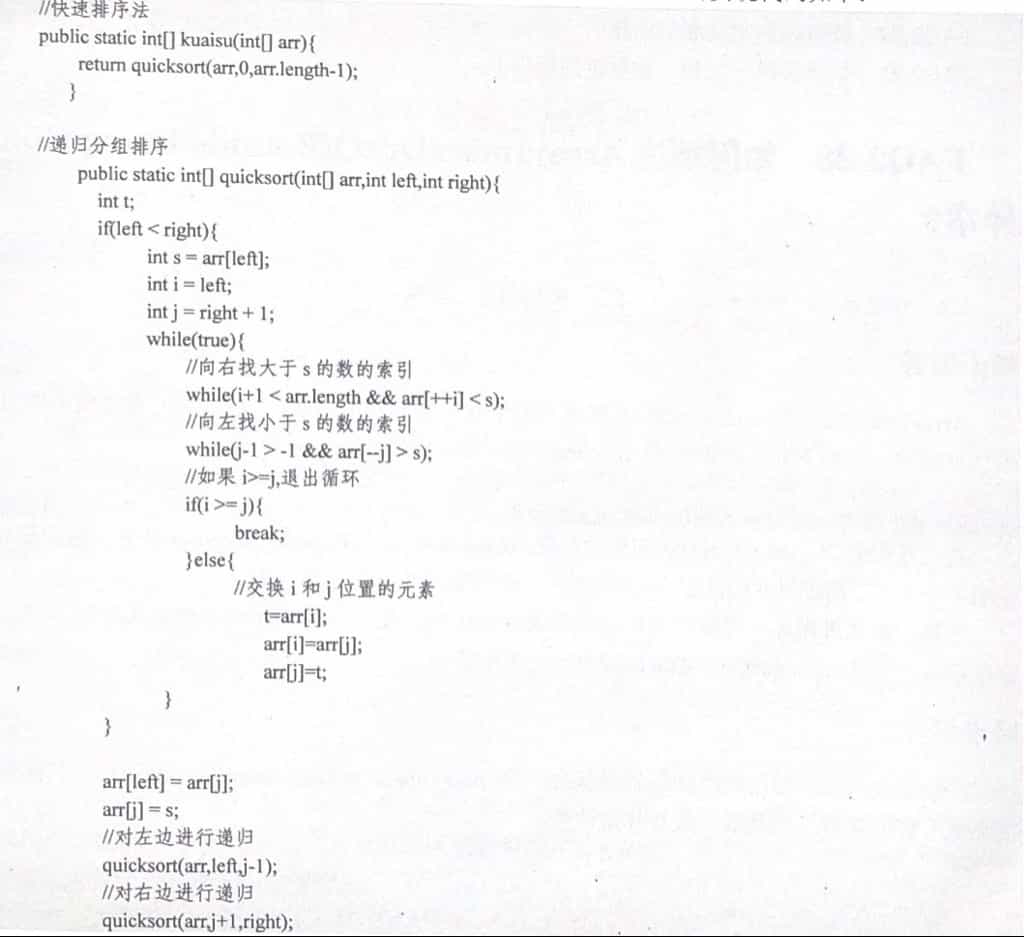 //快速排序法
public static int[] kuaisu(int[] arr){
return quicksort(arr,0,arr.length-1);
}
//递归分组排序
public static int[] quicksort(int[] arr,int left,int right){
int t;
if(left < right){
int s = arr[left];
int i = left;
int j = right + 1;
while(true){
//向右找大于 s 的数的索引
while(i+1 < arr.length && arr[++i] < s);
//向左找小于 s 的数的索引
while(j-1 > -1 && arr[--j] > s);
//如果 i>=j,退出循环
if(i >= j){
break;
}else{
//交换 i 和 j 位置的元素
t=arr[i];
arr[i]=arr[j];
arr[j]=t;
}
}
arr[left] = arr[j];
arr[j] = s;
//对左边进行递归
quicksort(arr,left,j-1);
//对右边进行递归
quicksort(arr,j+1,right);